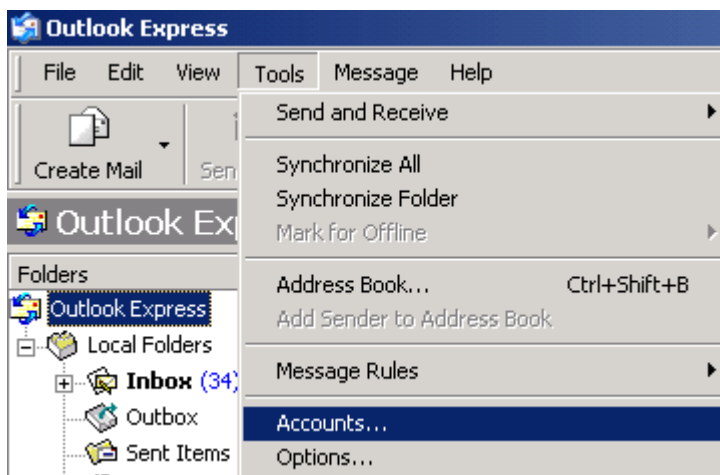 Outlook Express
File Edit View Tools Message Help
Send and Receive
Create Mail
Synchronize All
Synchronize Folder
Mark for Offline
Outlook
Folders
Address Book... Ctrl+Shift+B
Add Sender to Address Book
Outlook Express
Local Folders
Message Rules
Inbox (34)
Outbox
Accounts...
Sent Items
Options...